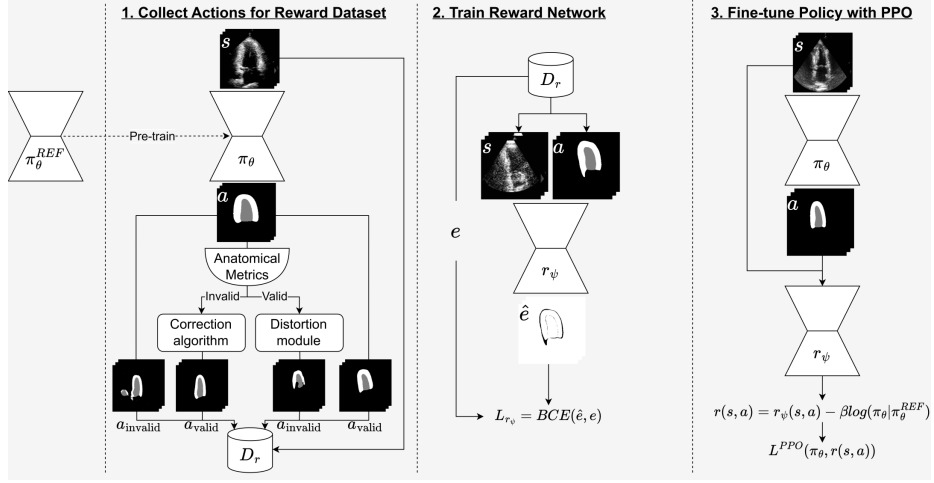 1. Collect Actions for Reward Dataset
s
π_θ^{REF}
Pre-train
π_θ
a
Anatomical
Metrics
Invalid
Valid
Correction
algorithm
Distortion
module
a_invalid
a_valid
a_invalid
a_valid
D_r
2. Train Reward Network
D_r
s
a
e
r_ψ
ê
L_{r_ψ} = BCE(ê, e)
3. Fine-tune Policy with PPO
s
π_θ
a
r_ψ
r(s, a) = r_ψ(s, a) − βlog(π_θ|π_θ^{REF})
L^{PPO}(π_θ, r(s, a))